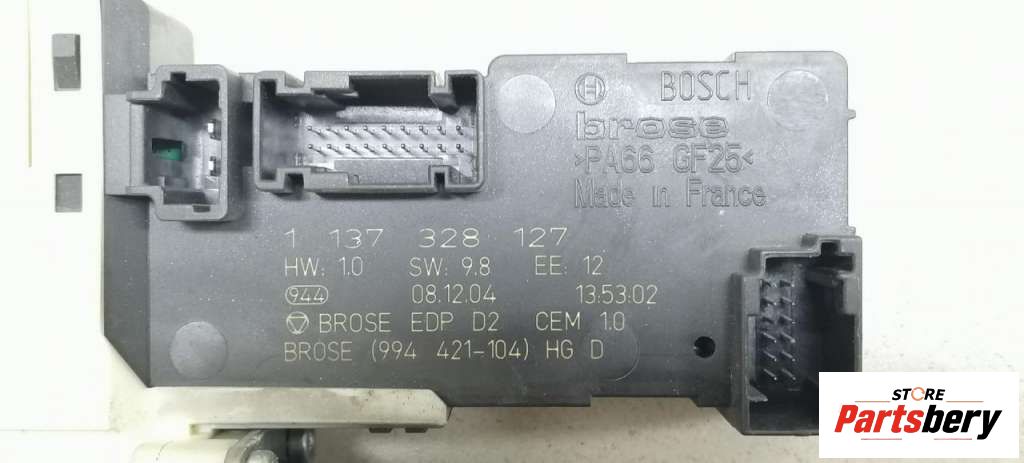 BOSCH
brose
>PA66 GF25<
Made in France
1 137 328 127
HW: 1.0 SW: 9.8 EE: 12
944 08.12.04 13:53:02
BROSE EDP D2 CEM 1.0
BROSE (994 421-104) HG D
STORE
Partsbery